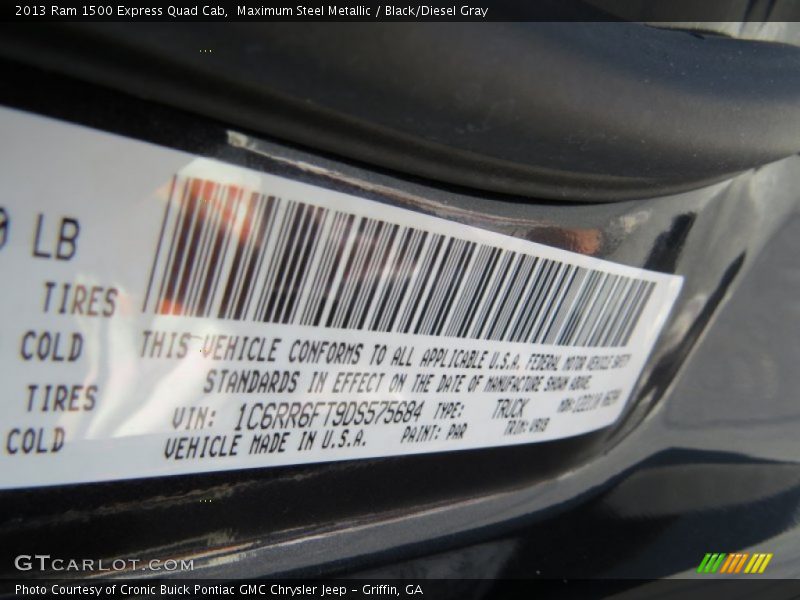 2013 Ram 1500 Express Quad Cab,  Maximum Steel Metallic / Black/Diesel Gray
LB
TIRES
COLD
TIRES
COLD
THIS VEHICLE CONFORMS TO ALL APPLICABLE U.S.A. FEDERAL MOTOR VEHICLE SAFETY
STANDARDS IN EFFECT ON THE DATE OF MANUFACTURE SHOWN ABOVE.
VIN: 1C6RR6FT9DS575684 TYPE: TRUCK
VEHICLE MADE IN U.S.A. PAINT: PAR TRIM: V9X8
GTCARLOT.COM
Photo Courtesy of Cronic Buick Pontiac GMC Chrysler Jeep – Griffin, GA